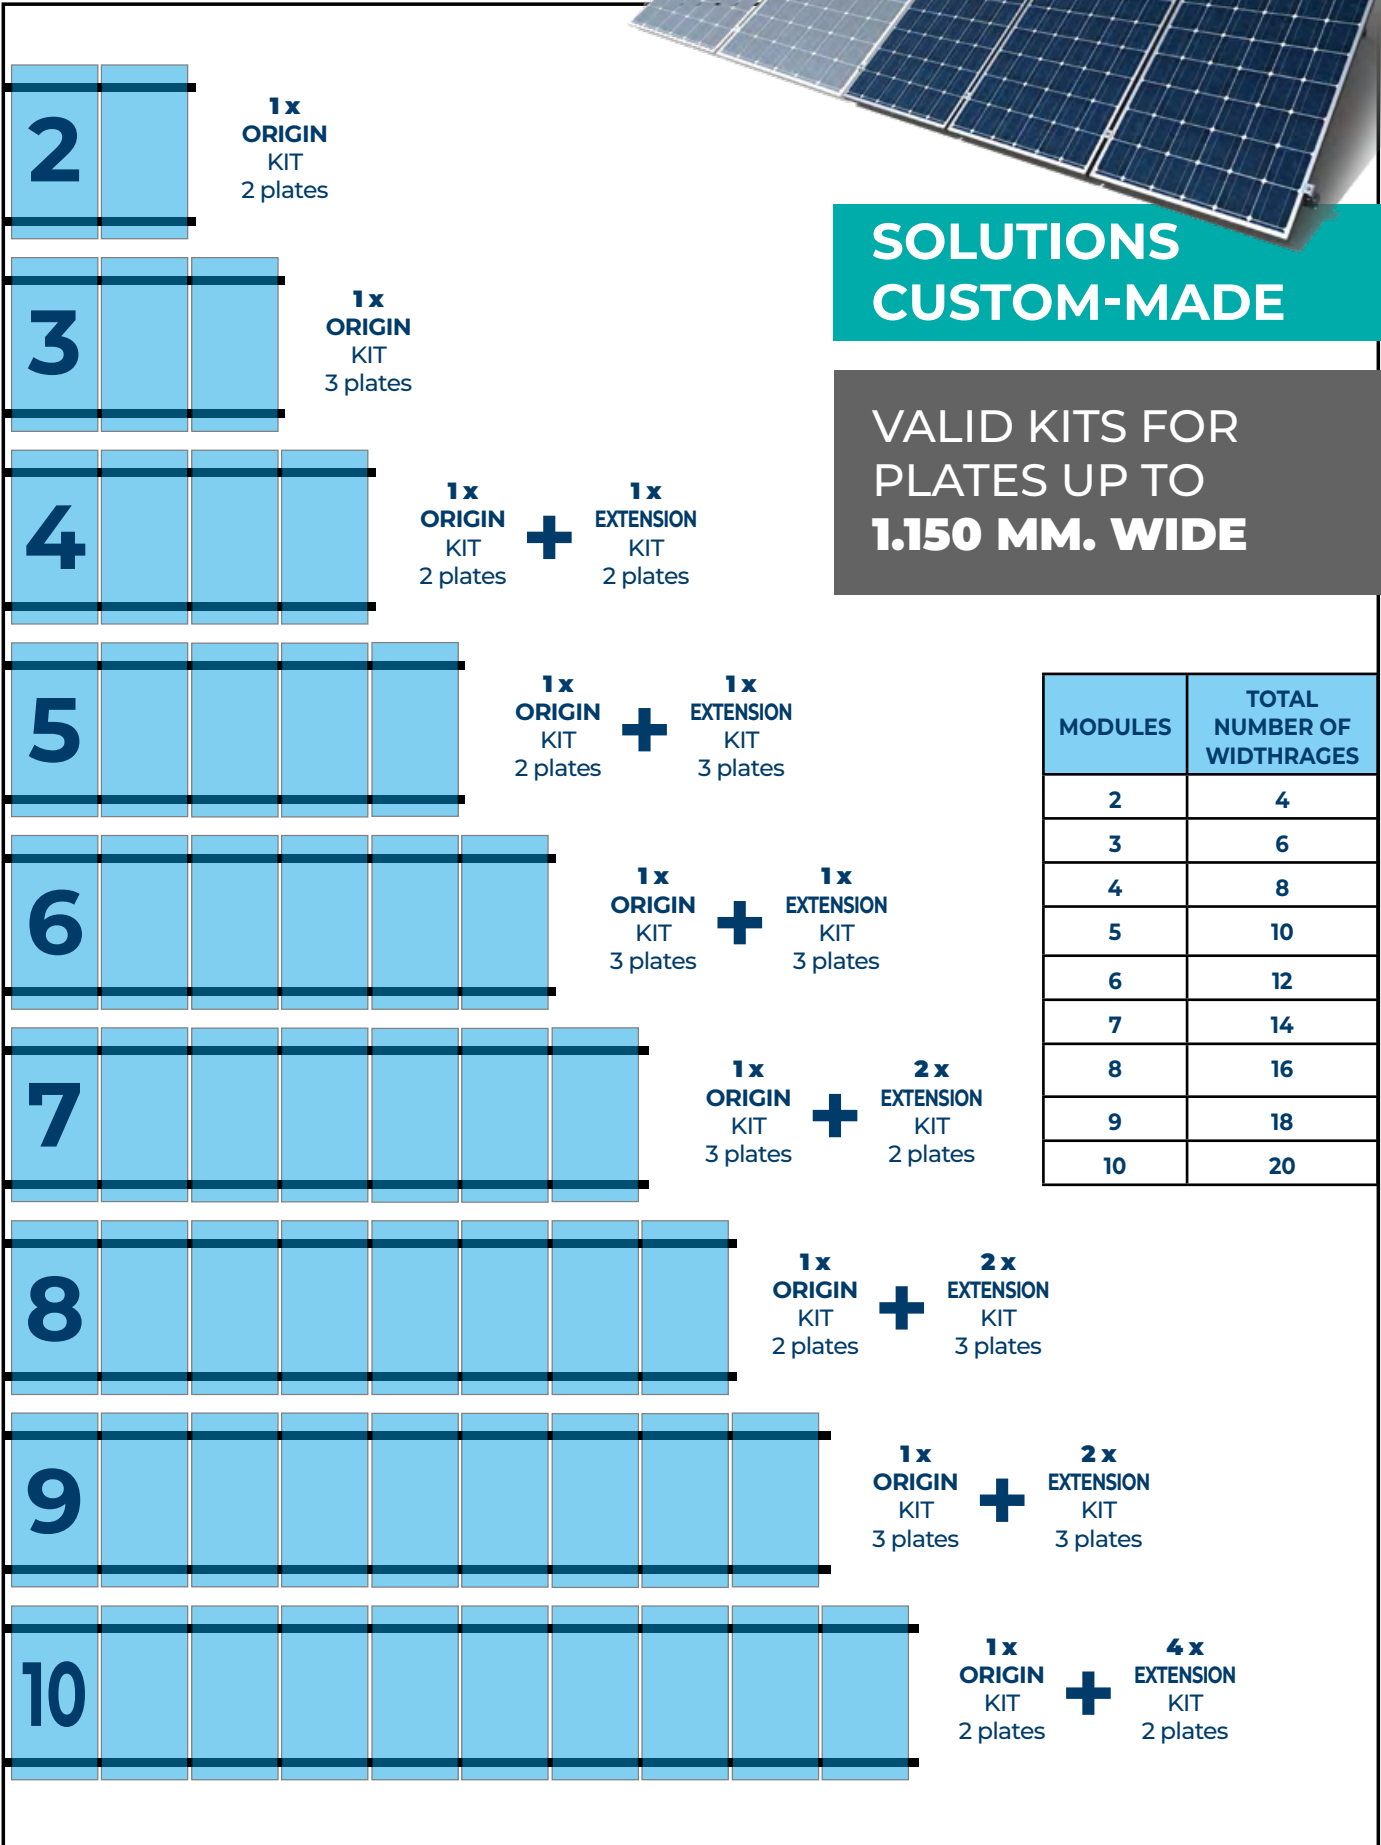 2
1 x
ORIGIN
KIT
2 plates
SOLUTIONS
CUSTOM-MADE
3
1 x
ORIGIN
KIT
3 plates
VALID KITS FOR
PLATES UP TO
1.150 MM. WIDE
4
1 x
ORIGIN
KIT
2 plates
+
1 x
EXTENSION
KIT
2 plates
5
1 x
ORIGIN
KIT
2 plates
+
1 x
EXTENSION
KIT
3 plates
MODULES
TOTAL
NUMBER OF
WIDTHRAGES
2 4
3 6
4 8
5 10
6 12
7 14
8 16
9 18
10 20
6
1 x
ORIGIN
KIT
3 plates
+
1 x
EXTENSION
KIT
3 plates
7
1 x
ORIGIN
KIT
3 plates
+
2 x
EXTENSION
KIT
2 plates
8
1 x
ORIGIN
KIT
2 plates
+
2 x
EXTENSION
KIT
3 plates
9
1 x
ORIGIN
KIT
3 plates
+
2 x
EXTENSION
KIT
3 plates
10
1 x
ORIGIN
KIT
2 plates
+
4 x
EXTENSION
KIT
2 plates